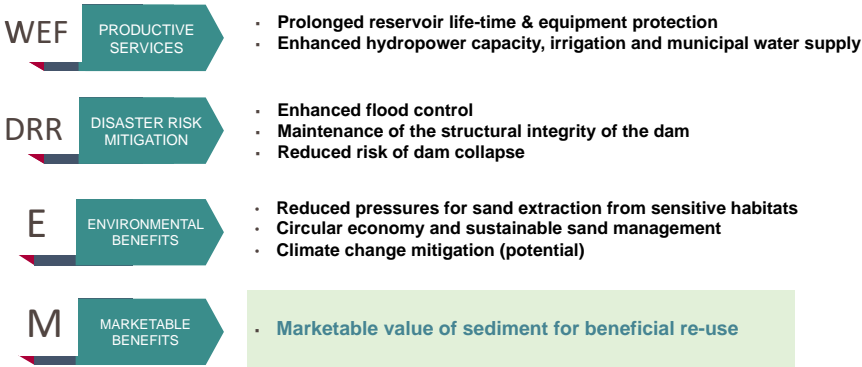 WEF
PRODUCTIVE
SERVICES
▪ Prolonged reservoir life-time & equipment protection
▪ Enhanced hydropower capacity, irrigation and municipal water supply
DRR
DISASTER RISK
MITIGATION
▪ Enhanced flood control
▪ Maintenance of the structural integrity of the dam
▪ Reduced risk of dam collapse
E
ENVIRONMENTAL
BENEFITS
▪ Reduced pressures for sand extraction from sensitive habitats
▪ Circular economy and sustainable sand management
▪ Climate change mitigation (potential)
M
MARKETABLE
BENEFITS
▪ Marketable value of sediment for beneficial re-use